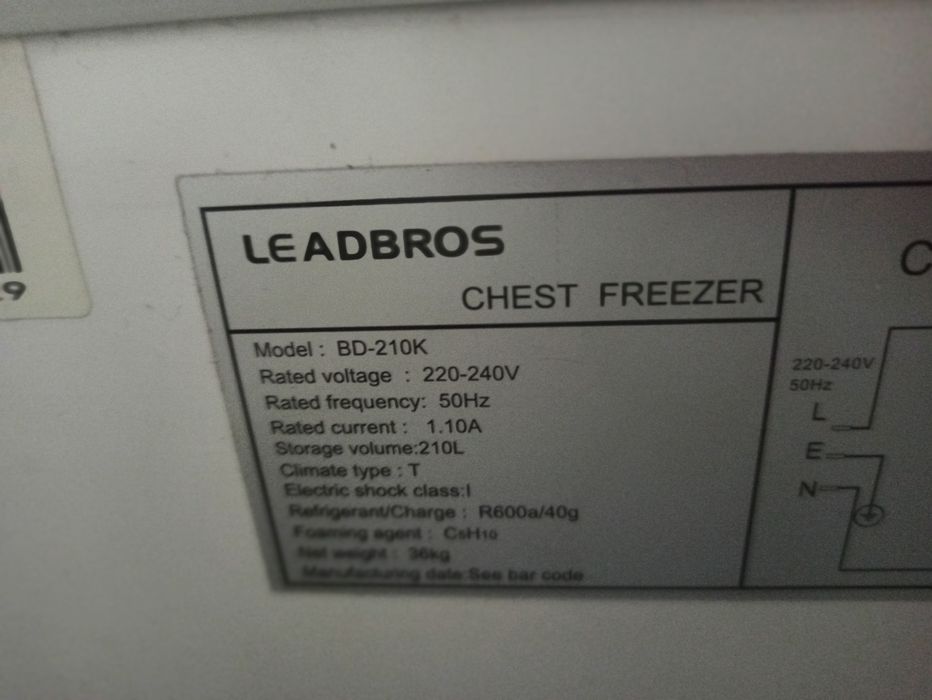 LEADBROS
CHEST FREEZER
Model : BD-210K
Rated voltage : 220-240V
Rated frequency: 50Hz
Rated current : 1.10A
Storage volume:210L
Climate type : T
Electric shock class:I
Refrigerant/Charge : R600a/40g
Foaming agent : C5H10
Net weight : 36kg
Manufacturing date:See bar code
C
220-240V
50Hz
L
E
N
9